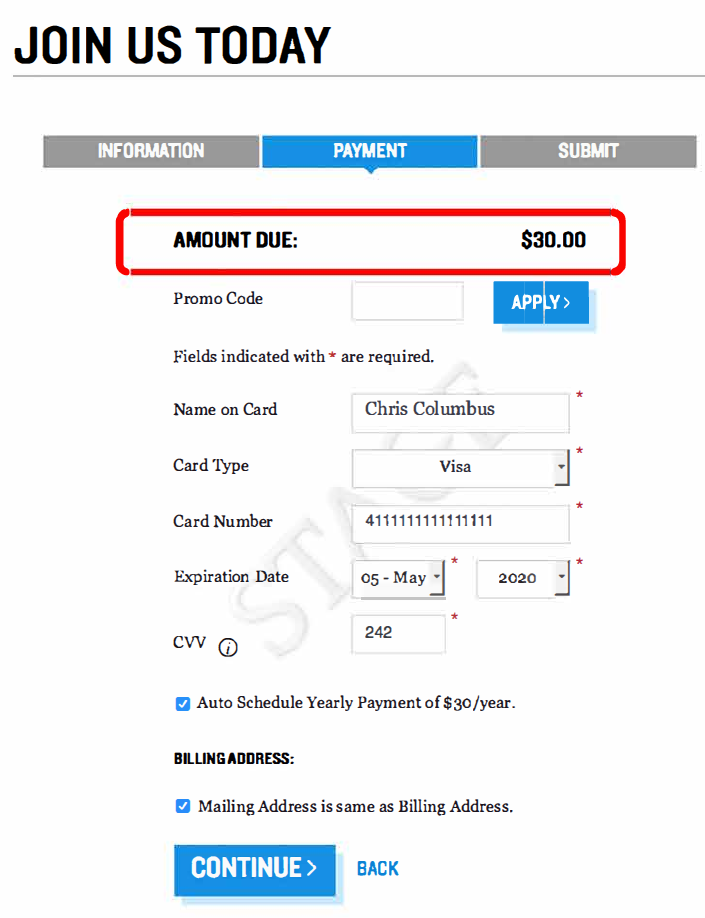 JOIN US TODAY
INFORMATION PAYMENT SUBMIT
AMOUNT DUE: $30.00
Promo Code APPLY >
Fields indicated with * are required.
Name on Card Chris Columbus *
Card Type Visa *
Card Number 4111111111111111 *
Expiration Date 05 - May * 2020 *
CVV i 242 *
Auto Schedule Yearly Payment of $30/year.
BILLING ADDRESS:
Mailing Address is same as Billing Address.
CONTINUE > BACK
STAGE